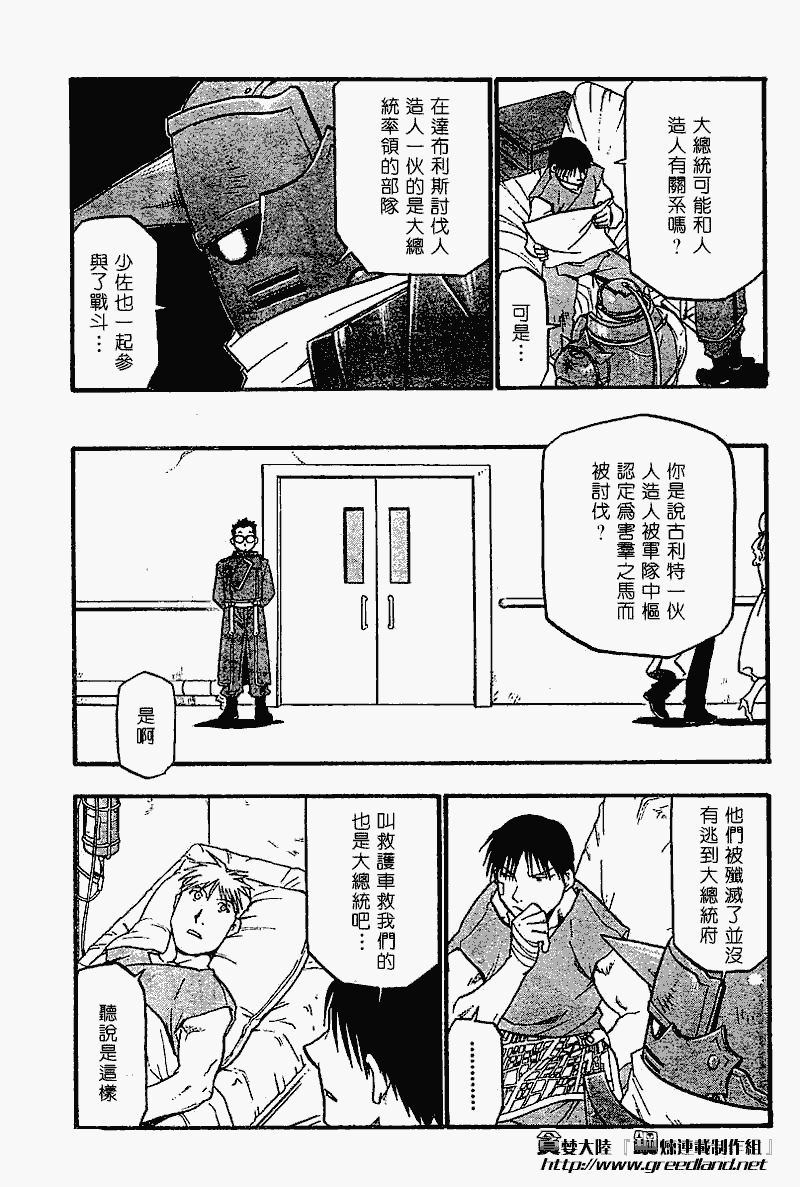 大總統可能和人
造人有關系嗎？
可是…
在達布利斯討伐人
造人一伙的是大總
統率領的部隊
少佐也一起參
與了戰斗…
你是說古利特一伙
人造人被軍隊中樞
認定為害羣之馬而
被討伐？
是啊
他們被殲滅了並沒
有逃到大總統府
………
叫救護車救我們的
也是大總統吧…
聽說是這樣
貪婪大陸『鋼煉連載制作組』
http://www.greedland.net